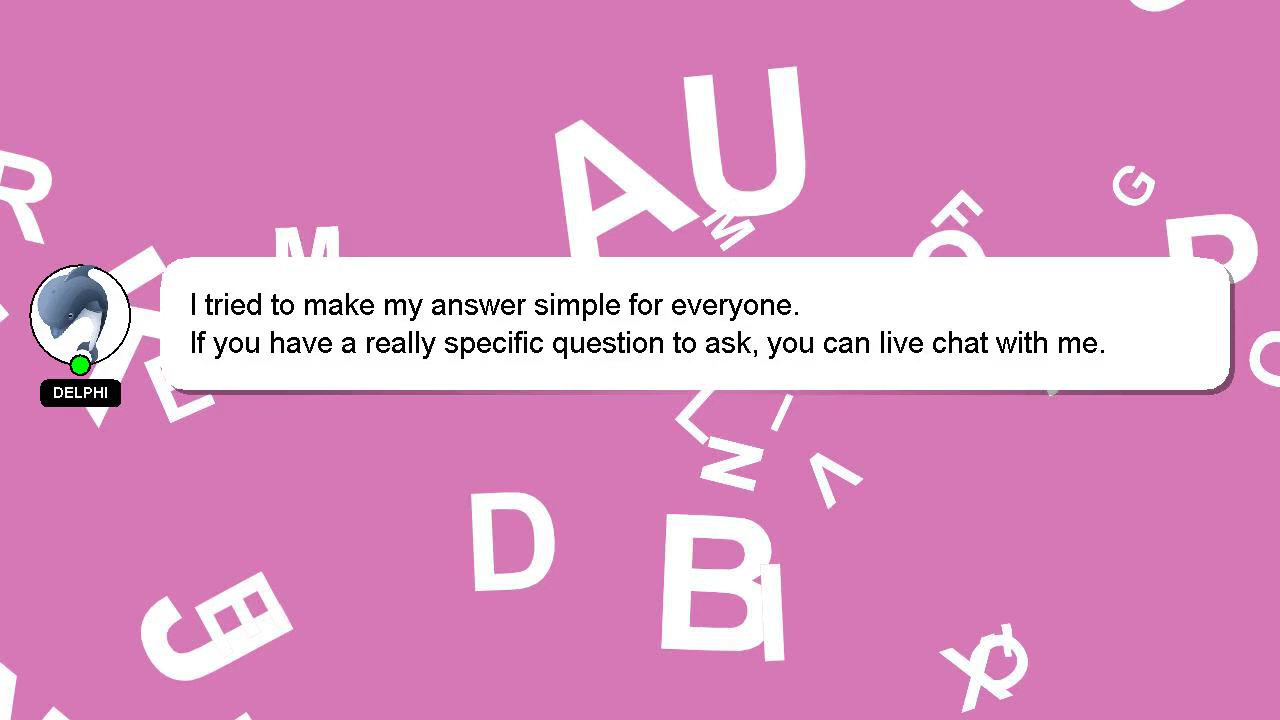 I tried to make my answer simple for everyone.
If you have a really specific question to ask, you can live chat with me.
DELPHI
R
M
A
U
M
F
G
E
L
N
D
B
I
J
E
X
Q